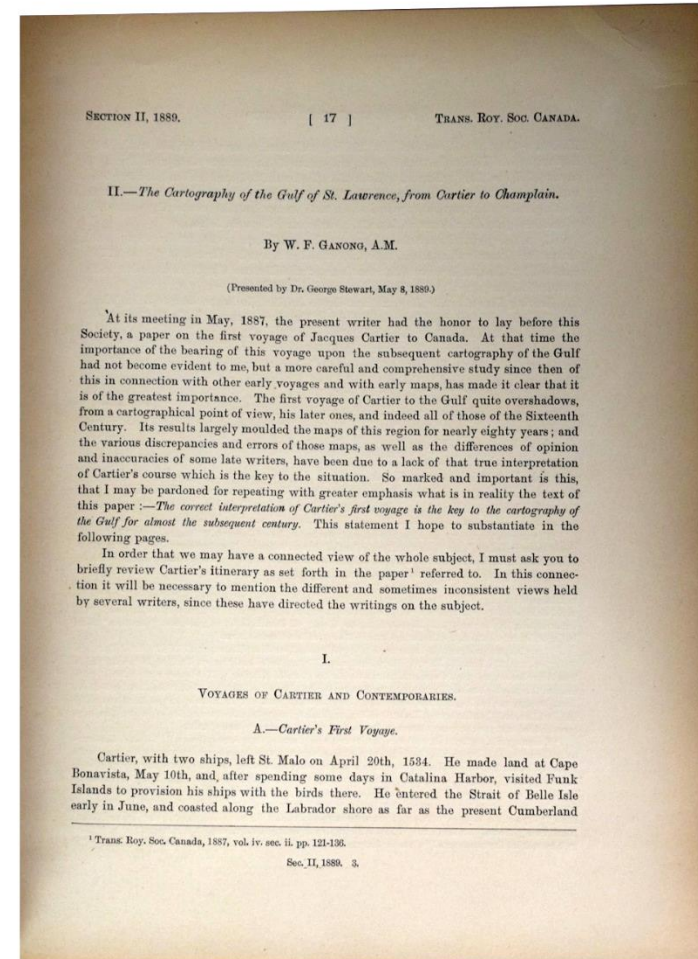 SECTION II, 1889. [ 17 ] TRANS. ROY. SOC. CANADA.
II.—The Cartography of the Gulf of St. Lawrence, from Cartier to Champlain.
By W. F. GANONG, A.M.
(Presented by Dr. George Stewart, May 8, 1889.)
At its meeting in May, 1887, the present writer had the honor to lay before this
Society, a paper on the first voyage of Jacques Cartier to Canada. At that time the
importance of the bearing of this voyage upon the subsequent cartography of the Gulf
had not become evident to me, but a more careful and comprehensive study since then of
this in connection with other early voyages and with early maps, has made it clear that it
is of the greatest importance. The first voyage of Cartier to the Gulf quite overshadows,
from a cartographical point of view, his later ones, and indeed all of those of the Sixteenth
Century. Its results largely moulded the maps of this region for nearly eighty years; and
the various discrepancies and errors of those maps, as well as the differences of opinion
and inaccuracies of some late writers, have been due to a lack of that true interpretation
of Cartier's course which is the key to the situation. So marked and important is this,
that I may be pardoned for repeating with greater emphasis what is in reality the text of
this paper :—The correct interpretation of Cartier's first voyage is the key to the cartography of
the Gulf for almost the subsequent century. This statement I hope to substantiate in the
following pages.
In order that we may have a connected view of the whole subject, I must ask you to
briefly review Cartier's itinerary as set forth in the paper¹ referred to. In this connec-
tion it will be necessary to mention the different and sometimes inconsistent views held
by several writers, since these have directed the writings on the subject.
I.
VOYAGES OF CARTIER AND CONTEMPORARIES.
A.—Cartier's First Voyage.
Cartier, with two ships, left St. Malo on April 20th, 1534. He made land at Cape
Bonavista, May 10th, and after spending some days in Catalina Harbor, visited Funk
Islands to provision his ships with the birds there. He entered the Strait of Belle Isle
early in June, and coasted along the Labrador shore as far as the present Cumberland
¹ Trans. Roy. Soc. Canada, 1887, vol. iv. sec. ii. pp. 121-136.
Sec. II, 1889. 3.